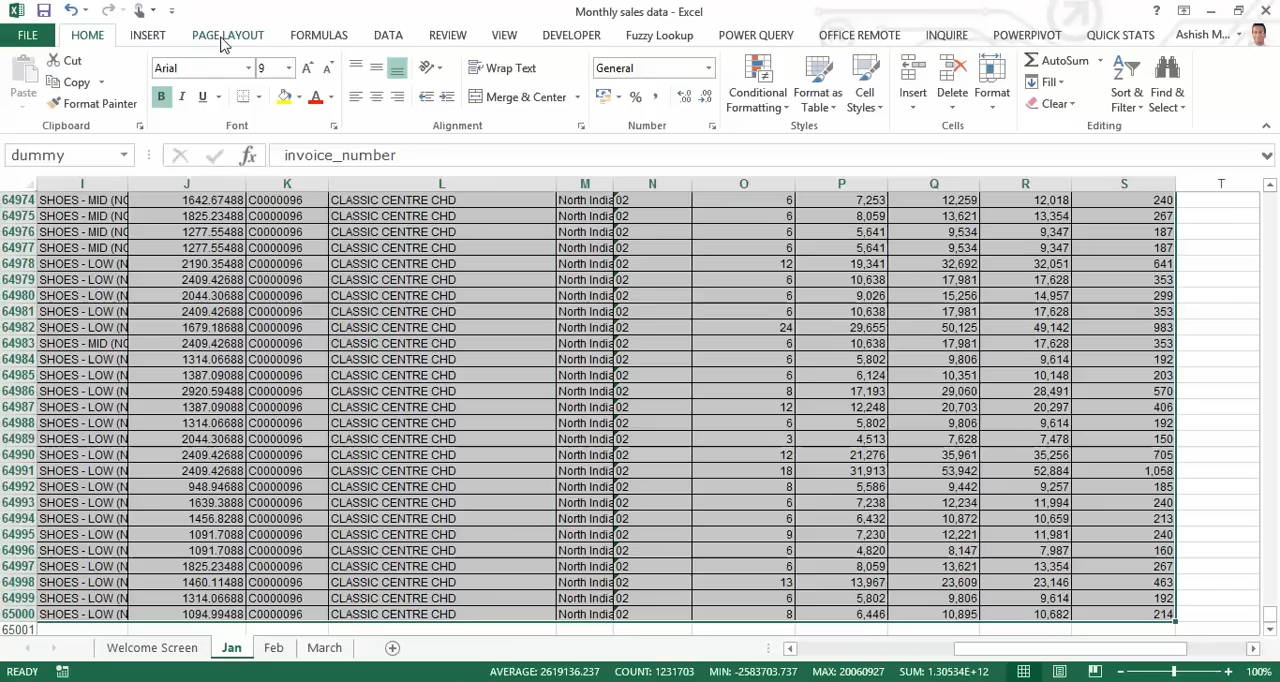 Monthly sales data - Excel
FILE HOME INSERT PAGE LAYOUT FORMULAS DATA REVIEW VIEW DEVELOPER Fuzzy Lookup POWER QUERY OFFICE REMOTE INQUIRE POWERPIVOT QUICK STATS Ashish M...
Paste Cut Copy Format Painter Clipboard
Arial 9 B I U A Font
Wrap Text Merge & Center Alignment
General % , Number
Conditional Formatting Format as Table Cell Styles Styles
Insert Delete Format Cells
AutoSum Fill Clear Sort & Filter Find & Select Editing
dummy fx invoice_number
I J K L M N O P Q R S T
64974 SHOES - MID (NO 1642.67488 C0000096 CLASSIC CENTRE CHD North India 02 6 7,253 12,259 12,018 240
64975 SHOES - MID (NO 1825.23488 C0000096 CLASSIC CENTRE CHD North India 02 6 8,059 13,621 13,354 267
64976 SHOES - MID (NO 1277.55488 C0000096 CLASSIC CENTRE CHD North India 02 6 5,641 9,534 9,347 187
64977 SHOES - MID (NO 1277.55488 C0000096 CLASSIC CENTRE CHD North India 02 6 5,641 9,534 9,347 187
64978 SHOES - LOW (N 2190.35488 C0000096 CLASSIC CENTRE CHD North India 02 12 19,341 32,692 32,051 641
64979 SHOES - LOW (N 2409.42688 C0000096 CLASSIC CENTRE CHD North India 02 6 10,638 17,981 17,628 353
64980 SHOES - LOW (N 2044.30688 C0000096 CLASSIC CENTRE CHD North India 02 6 9,026 15,256 14,957 299
64981 SHOES - LOW (N 2409.42688 C0000096 CLASSIC CENTRE CHD North India 02 6 10,638 17,981 17,628 353
64982 SHOES - LOW (N 1679.18688 C0000096 CLASSIC CENTRE CHD North India 02 24 29,655 50,125 49,142 983
64983 SHOES - MID (NO 2409.42688 C0000096 CLASSIC CENTRE CHD North India 02 6 10,638 17,981 17,628 353
64984 SHOES - LOW (N 1314.06688 C0000096 CLASSIC CENTRE CHD North India 02 6 5,802 9,806 9,614 192
64985 SHOES - LOW (N 1387.09088 C0000096 CLASSIC CENTRE CHD North India 02 6 6,124 10,351 10,148 203
64986 SHOES - LOW (N 2920.59488 C0000096 CLASSIC CENTRE CHD North India 02 8 17,193 29,060 28,491 570
64987 SHOES - LOW (N 1387.09088 C0000096 CLASSIC CENTRE CHD North India 02 12 12,248 20,703 20,297 406
64988 SHOES - LOW (N 1314.06688 C0000096 CLASSIC CENTRE CHD North India 02 6 5,802 9,806 9,614 192
64989 SHOES - LOW (N 2044.30688 C0000096 CLASSIC CENTRE CHD North India 02 3 4,513 7,628 7,478 150
64990 SHOES - LOW (N 2409.42688 C0000096 CLASSIC CENTRE CHD North India 02 12 21,276 35,961 35,256 705
64991 SHOES - LOW (N 2409.42688 C0000096 CLASSIC CENTRE CHD North India 02 18 31,913 53,942 52,884 1,058
64992 SHOES - LOW (N 948.94688 C0000096 CLASSIC CENTRE CHD North India 02 8 5,586 9,442 9,257 185
64993 SHOES - LOW (N 1639.3888 C0000096 CLASSIC CENTRE CHD North India 02 6 7,238 12,234 11,994 240
64994 SHOES - LOW (N 1456.8288 C0000096 CLASSIC CENTRE CHD North India 02 6 6,432 10,872 10,659 213
64995 SHOES - LOW (N 1091.7088 C0000096 CLASSIC CENTRE CHD North India 02 9 7,230 12,221 11,981 240
64996 SHOES - LOW (N 1091.7088 C0000096 CLASSIC CENTRE CHD North India 02 6 4,820 8,147 7,987 160
64997 SHOES - LOW (N 1825.23488 C0000096 CLASSIC CENTRE CHD North India 02 6 8,059 13,621 13,354 267
64998 SHOES - LOW (N 1460.11488 C0000096 CLASSIC CENTRE CHD North India 02 13 13,967 23,609 23,146 463
64999 SHOES - LOW (N 1314.06688 C0000096 CLASSIC CENTRE CHD North India 02 6 5,802 9,806 9,614 192
65000 SHOES - LOW (N 1094.99488 C0000096 CLASSIC CENTRE CHD North India 02 8 6,446 10,895 10,682 214
65001
Welcome Screen Jan Feb March
READY AVERAGE: 2619136.237 COUNT: 1231703 MIN: -2583703.737 MAX: 20060927 SUM: 1.30534E+12 100%